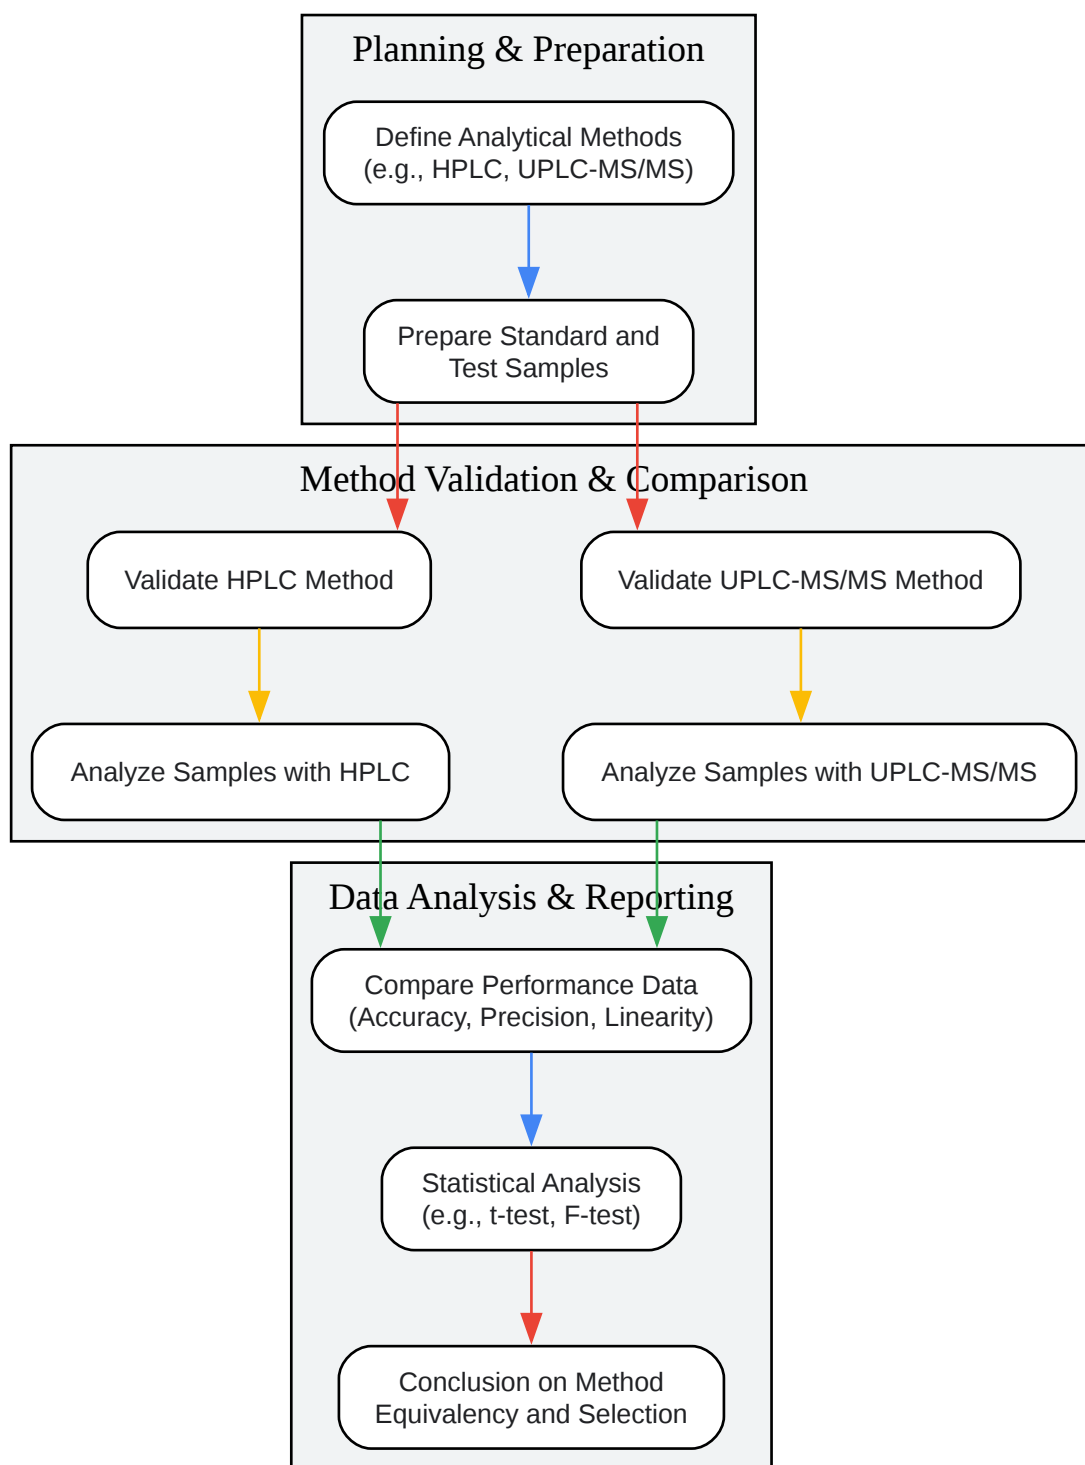 Planning & Preparation
Define Analytical Methods
(e.g., HPLC, UPLC-MS/MS)
Prepare Standard and
Test Samples
Method Validation & Comparison
Validate HPLC Method
Validate UPLC-MS/MS Method
Analyze Samples with HPLC
Analyze Samples with UPLC-MS/MS
Data Analysis & Reporting
Compare Performance Data
(Accuracy, Precision, Linearity)
Statistical Analysis
(e.g., t-test, F-test)
Conclusion on Method
Equivalency and Selection